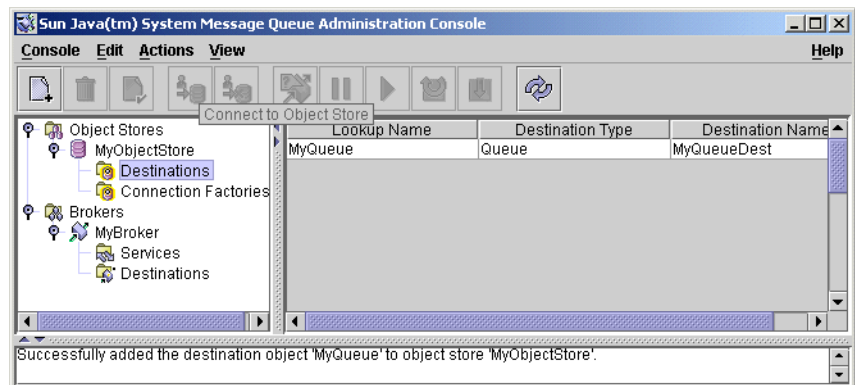 Sun Java(tm) System Message Queue Administration Console
Console Edit Actions View Help
Connect to Object Store
Object Stores
MyObjectStore
Destinations
Connection Factories
Brokers
MyBroker
Services
Destinations
Lookup Name Destination Type Destination Name
MyQueue Queue MyQueueDest
Successfully added the destination object 'MyQueue' to object store 'MyObjectStore'.